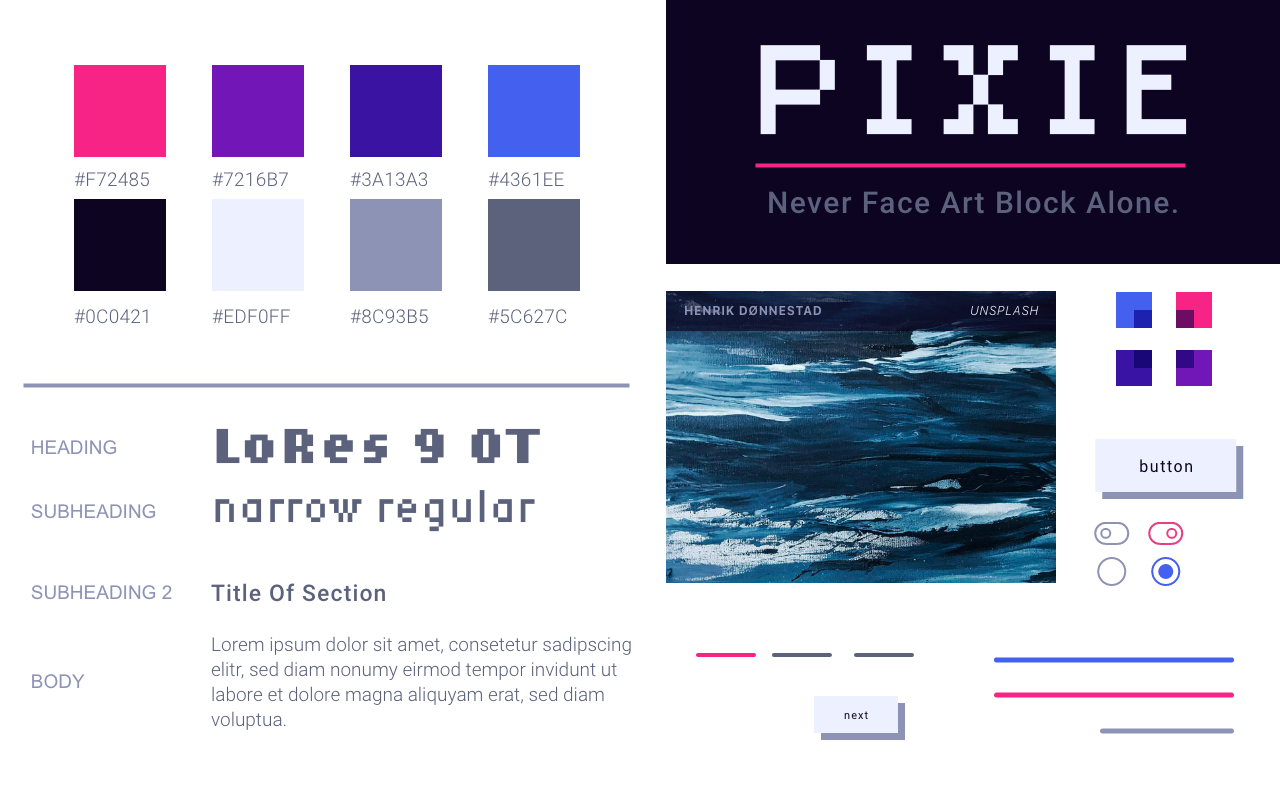 #F72485 #7216B7 #3A13A3 #4361EE
#0C0421 #EDF0FF #8C93B5 #5C627C
HEADING
LoRes 9 OT
SUBHEADING
narrow regular
SUBHEADING 2
Title Of Section
BODY
Lorem ipsum dolor sit amet, consetetur sadipscing
elitr, sed diam nonumy eirmod tempor invidunt ut
labore et dolore magna aliquyam erat, sed diam
voluptua.
PIXIE
Never Face Art Block Alone.
HENRIK DØNNESTAD UNSPLASH
button
next